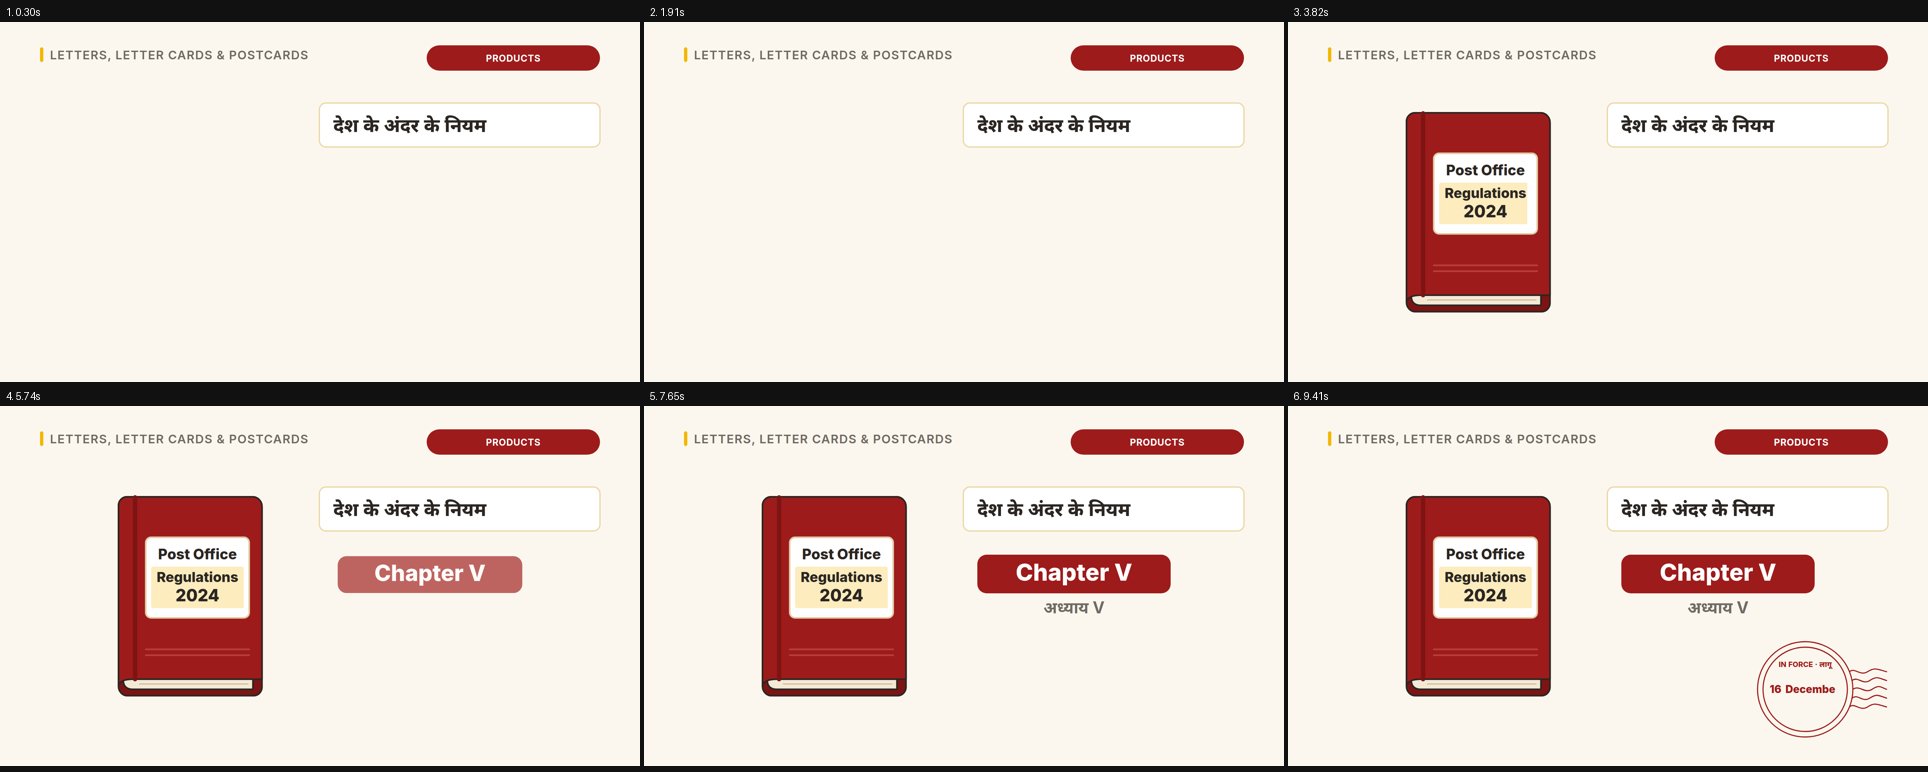 1. 0.30s
LETTERS, LETTER CARDS & POSTCARDS
PRODUCTS
देश के अंदर के नियम
2. 1.91s
LETTERS, LETTER CARDS & POSTCARDS
PRODUCTS
देश के अंदर के नियम
3. 3.82s
LETTERS, LETTER CARDS & POSTCARDS
PRODUCTS
देश के अंदर के नियम
Post Office
Regulations
2024
4. 5.74s
LETTERS, LETTER CARDS & POSTCARDS
PRODUCTS
देश के अंदर के नियम
Post Office
Regulations
2024
Chapter V
5. 7.65s
LETTERS, LETTER CARDS & POSTCARDS
PRODUCTS
देश के अंदर के नियम
Post Office
Regulations
2024
Chapter V
अध्याय V
6. 9.41s
LETTERS, LETTER CARDS & POSTCARDS
PRODUCTS
देश के अंदर के नियम
Post Office
Regulations
2024
Chapter V
अध्याय V
IN FORCE · लागू
16 Decembe